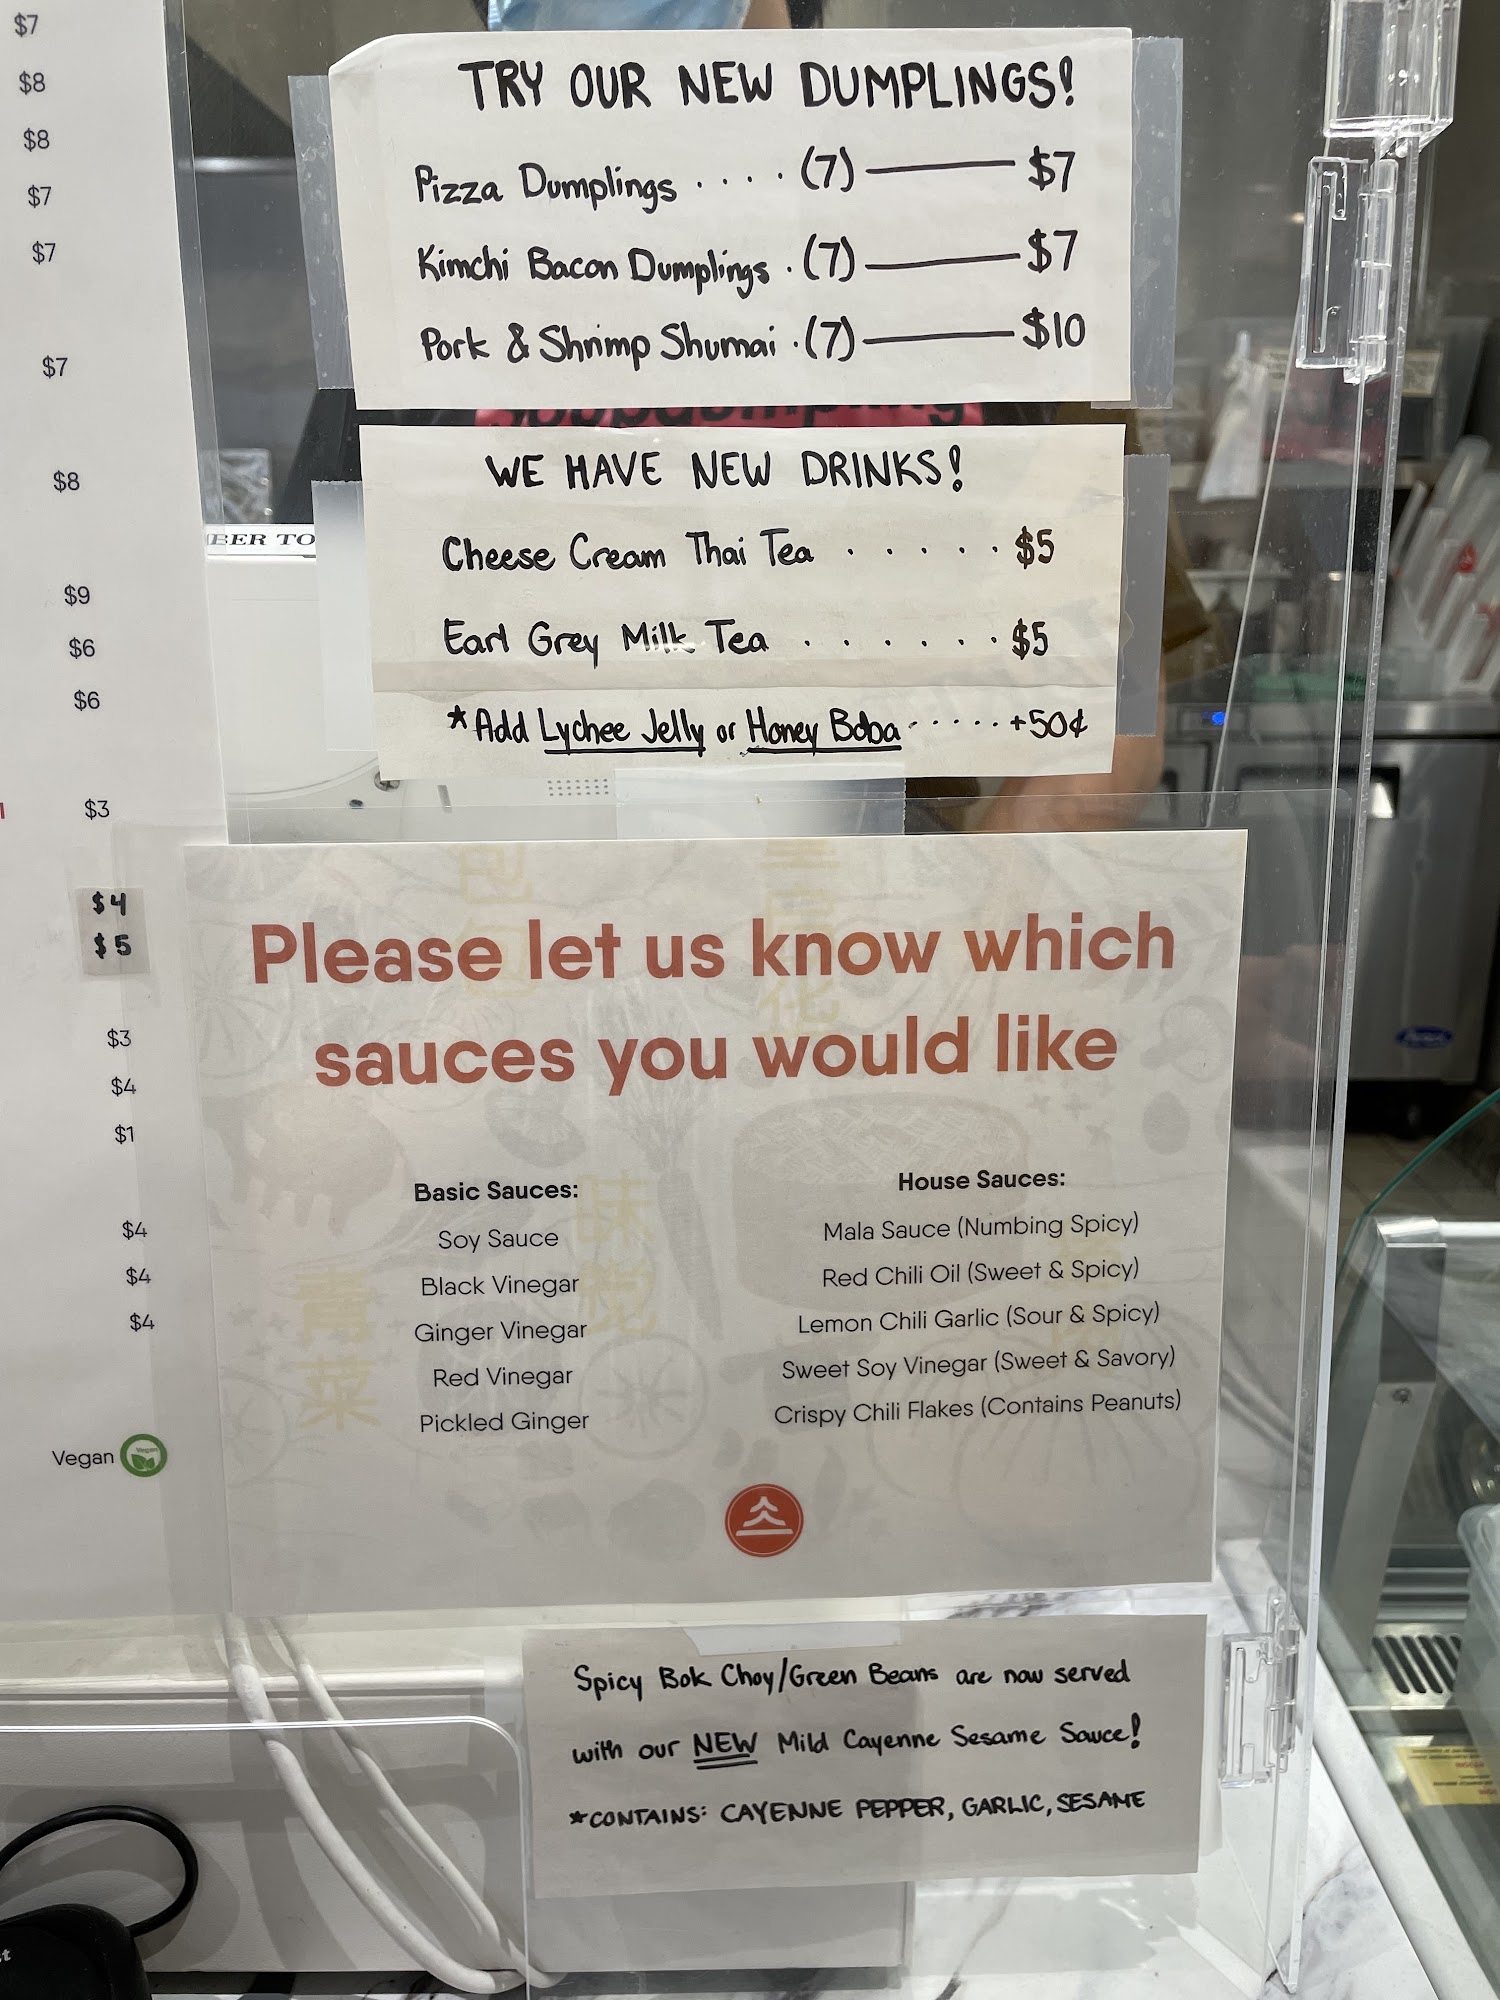 $7
$8
$8
$7
$7
$7
$8
$9
$6
$6
$3
$4
$5
$3
$4
$1
$4
$4
$4
Vegan
TRY OUR NEW DUMPLINGS!
Pizza Dumplings . . . . (7) — $7
Kimchi Bacon Dumplings . (7) — $7
Pork & Shrimp Shumai . (7) — $10
WE HAVE NEW DRINKS!
Cheese Cream Thai Tea . . . . . $5
Earl Grey Milk Tea . . . . . . $5
*Add Lychee Jelly or Honey Boba . . . . . +50¢
BER TO
Please let us know which
sauces you would like
Basic Sauces:
Soy Sauce
Black Vinegar
Ginger Vinegar
Red Vinegar
Pickled Ginger
House Sauces:
Mala Sauce (Numbing Spicy)
Red Chili Oil (Sweet & Spicy)
Lemon Chili Garlic (Sour & Spicy)
Sweet Soy Vinegar (Sweet & Savory)
Crispy Chili Flakes (Contains Peanuts)
青菜
味
Spicy Bok Choy/Green Beans are now served
with our NEW Mild Cayenne Sesame Sauce!
*CONTAINS: CAYENNE PEPPER, GARLIC, SESAME